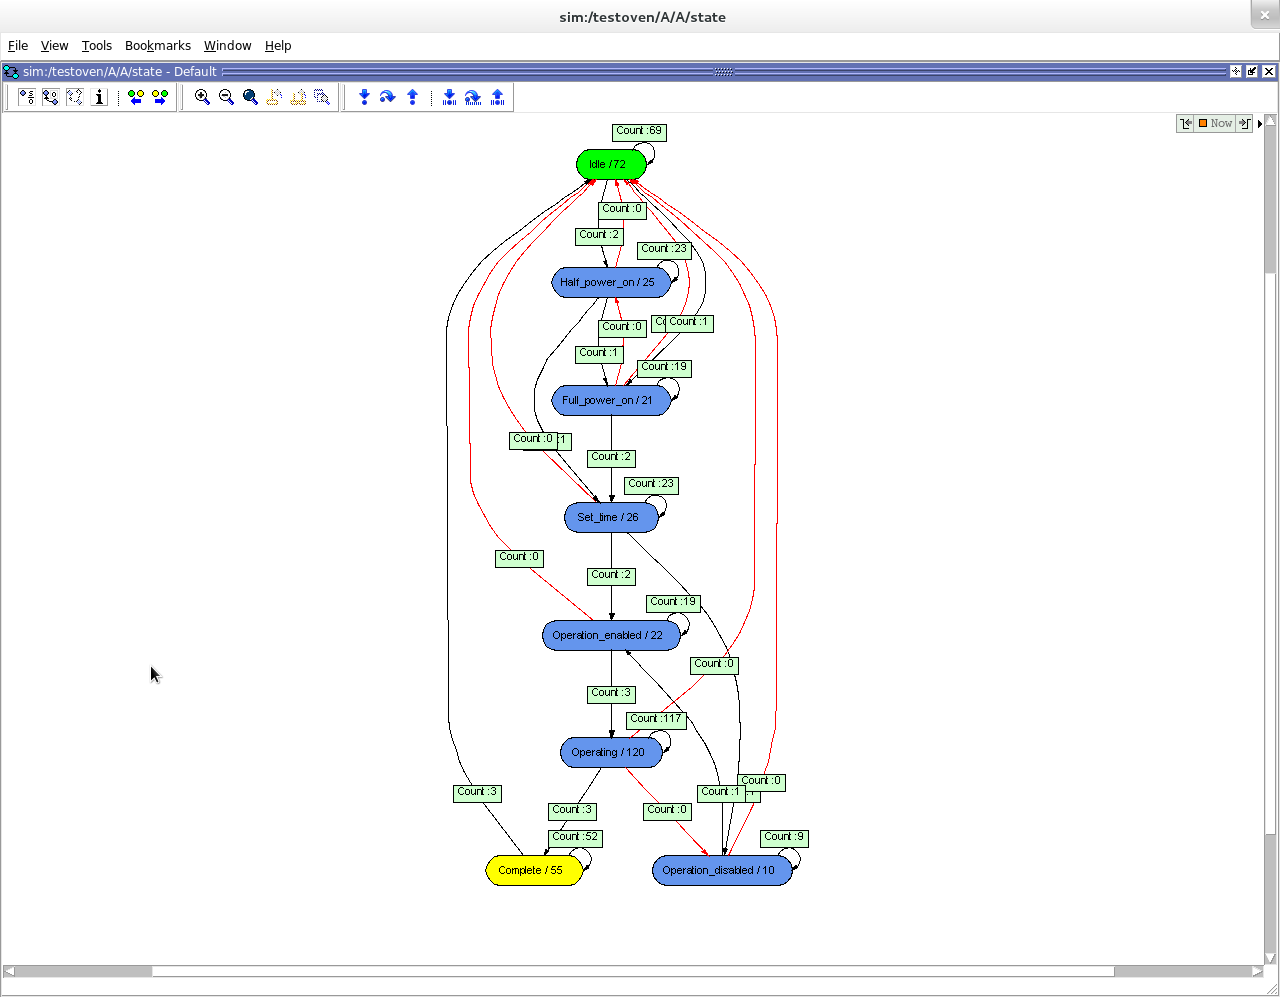 sim:/testoven/A/A/state
File View Tools Bookmarks Window Help
sim:/testoven/A/A/state - Default
Now
Count :69
Idle / 72
Count :0
Count :2
Count :23
Half_power_on / 25
Count :0
Count :1
Count :1
Count :19
Full_power_on / 21
Count :0
:1
Count :2
Count :23
Set_time / 26
Count :0
Count :2
Count :19
Operation_enabled / 22
Count :0
Count :3
Count :117
Operating / 120
Count :0
Count :3
Count :1
Count :3
Count :0
Count :52
Count :9
Complete / 55
Operation_disabled / 10